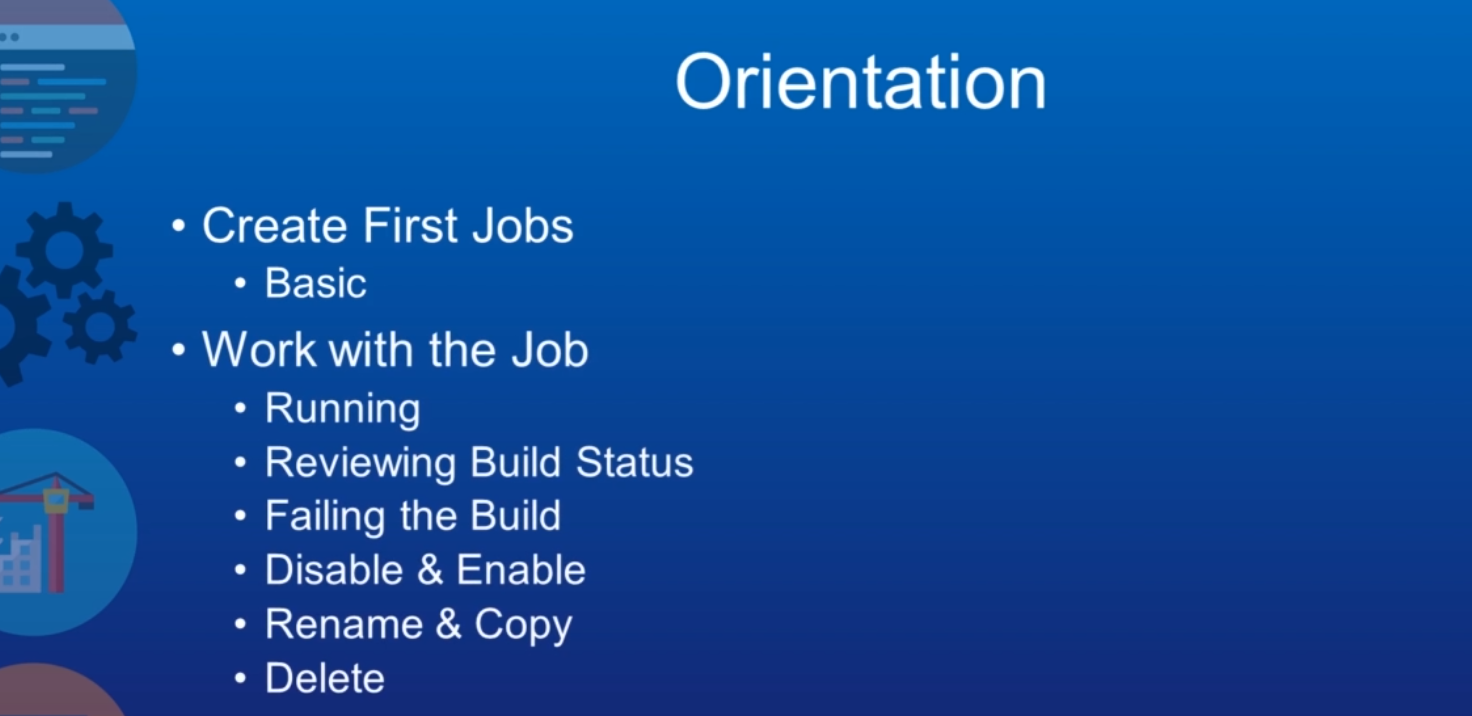 Orientation
• Create First Jobs
• Basic
• Work with the Job
• Running
• Reviewing Build Status
• Failing the Build
• Disable & Enable
• Rename & Copy
• Delete